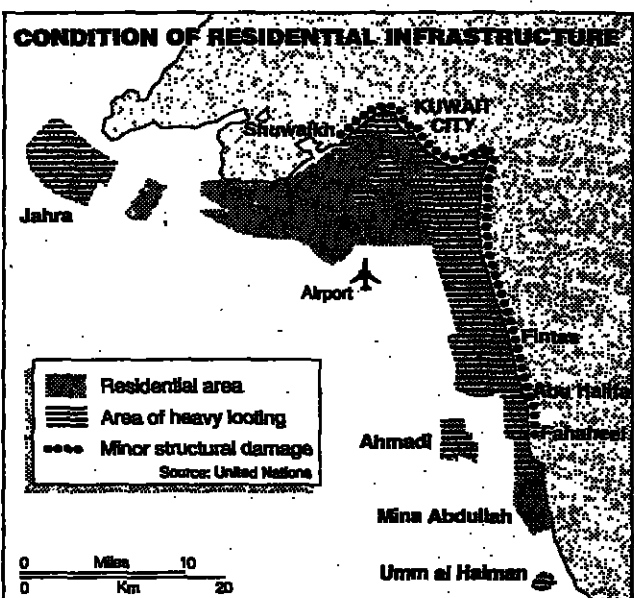 CONDITION OF RESIDENTIAL INFRASTRUCTURE
KUWAIT
CITY
Shuwaikh
Jahra
Airport
Fintas
Abu Halifa
Fahaheel
Ahmadi
Mina Abdullah
Umm al Haiman
Residential area
Area of heavy looting
Minor structural damage
Source: United Nations
0 Miles 10
0 Km 20